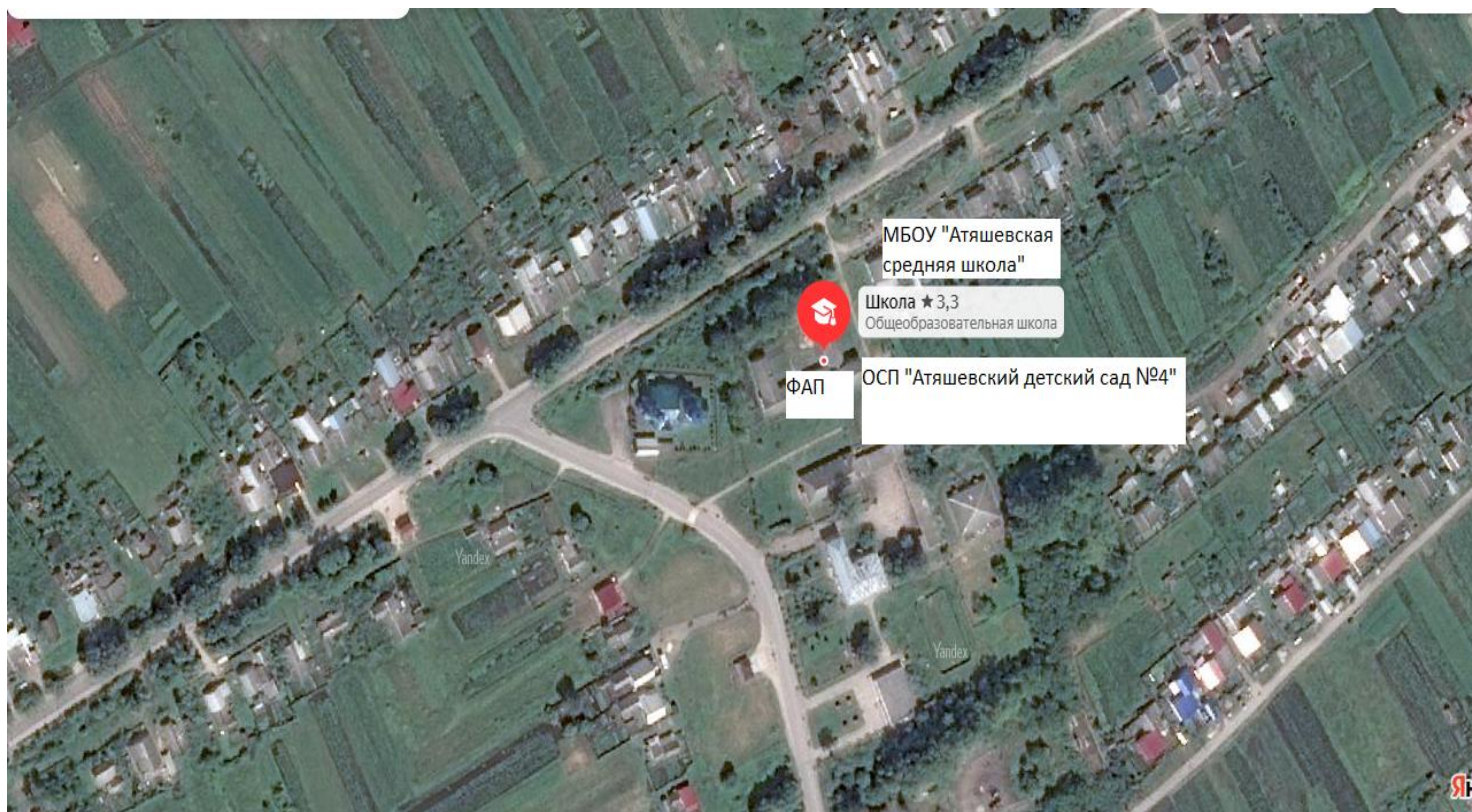 МБОУ "Атяшевская
средняя школа"
Школа ★ 3,3
Общеобразовательная школа
ФАП
ОСП "Атяшевский детский сад №4"
Yandex
Yandex